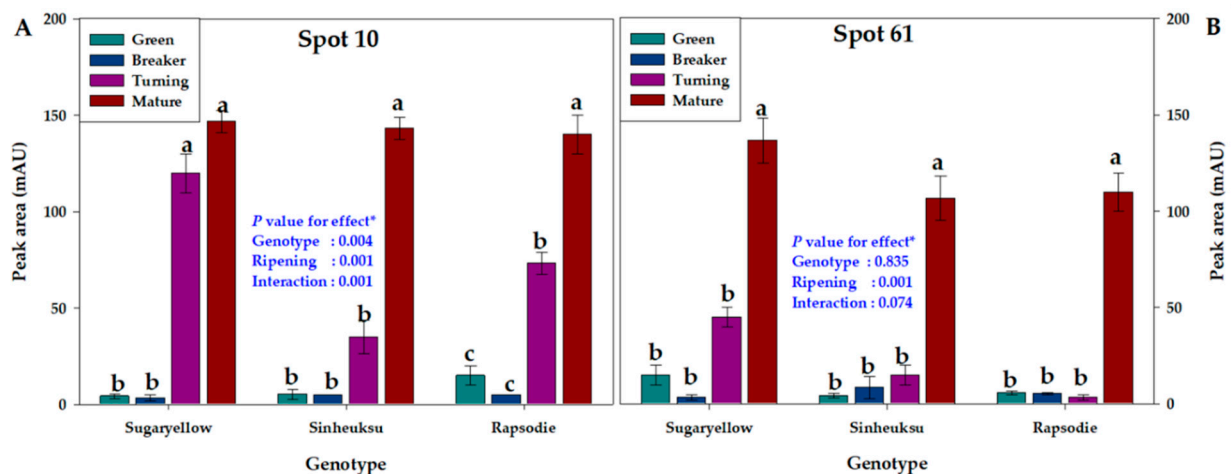 A
Spot 10
Green
Breaker
Turning
Mature
Peak area (mAU)
200
150
100
50
0
b b a a
b b b a
c c b a
P value for effect*
Genotype : 0.004
Ripening : 0.001
Interaction : 0.001
Sugaryellow Sinheuksu Rapsodie
Genotype
B
Spot 61
Green
Breaker
Turning
Mature
b b b a
b b b a
b b b a
P value for effect*
Genotype : 0.835
Ripening : 0.001
Interaction : 0.074
Sugaryellow Sinheuksu Rapsodie
Genotype
200
150
100
50
0
Peak area (mAU)